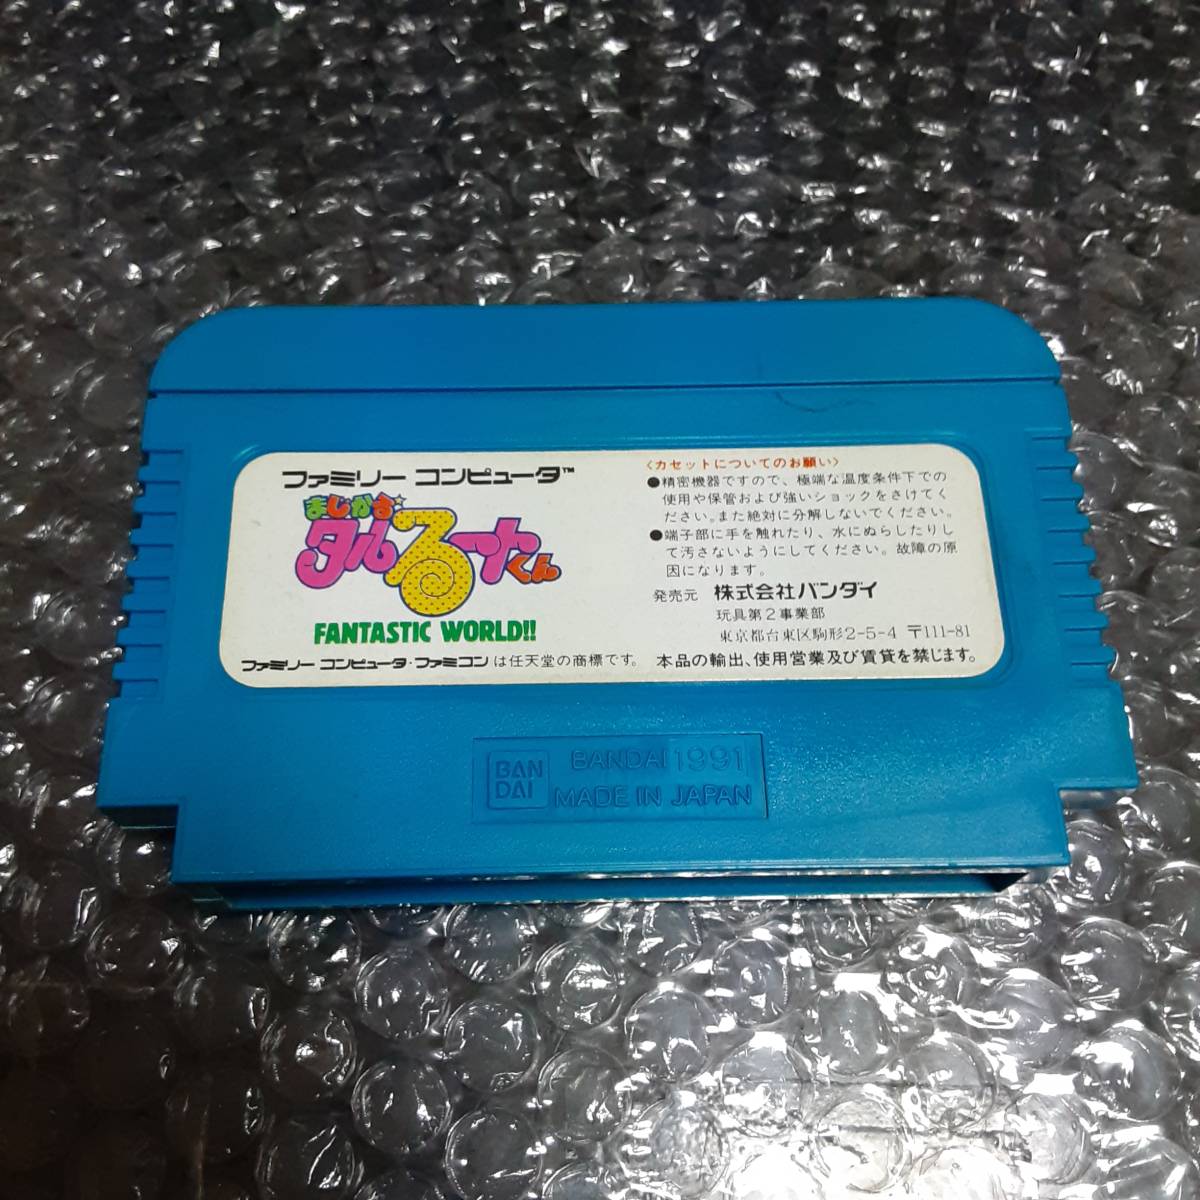 ファミリー コンピュータ™
まじかる☆
タルるートくん
FANTASTIC WORLD!!
ファミリー コンピュータ・ファミコン は任天堂の商標です。
〈カセットについてのお願い〉
●精密機器ですので、極端な温度条件下での
使用や保管および強いショックをさけてく
ださい。また絶対に分解しないでください。
●端子部に手を触れたり、水にぬらしたりし
て汚さないようにしてください。故障の原
因になります。
発売元 株式会社バンダイ
玩具第2事業部
東京都台東区駒形2-5-4 〒111-81
本品の輸出、使用営業及び賃貸を禁じます。
BAN
DAI
BANDAI 1991
MADE IN JAPAN